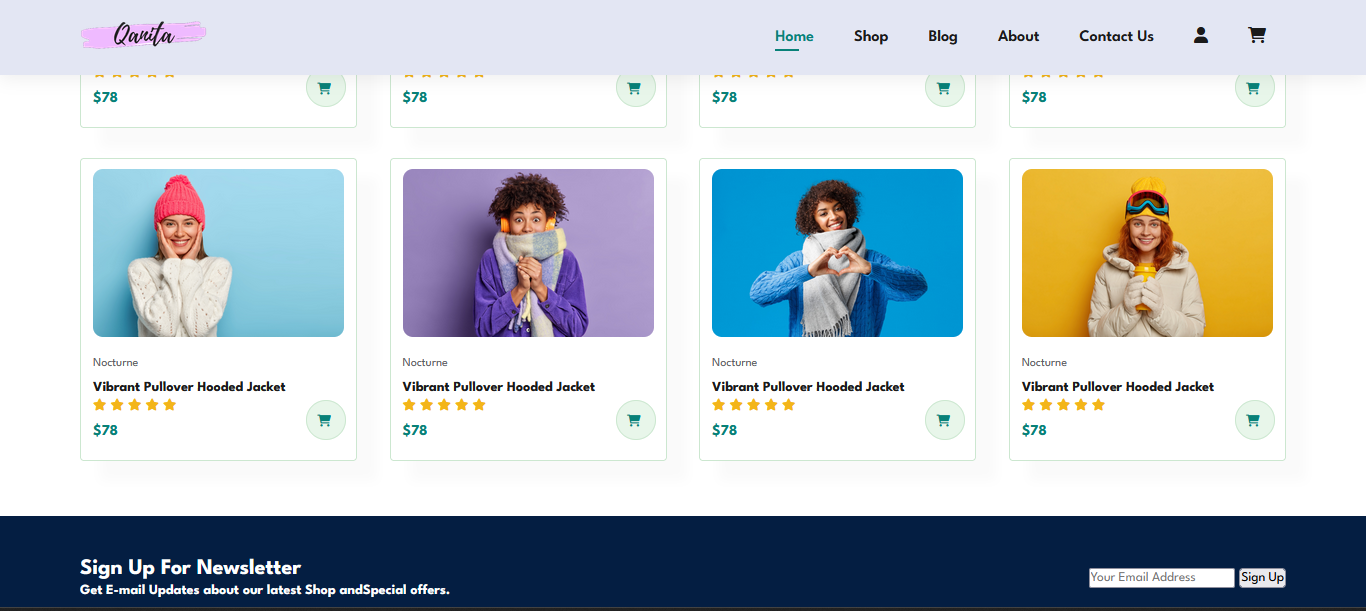 Qanita
Home Shop Blog About Contact Us
$78 $78 $78 $78
Nocturne Nocturne Nocturne Nocturne
Vibrant Pullover Hooded Jacket Vibrant Pullover Hooded Jacket Vibrant Pullover Hooded Jacket Vibrant Pullover Hooded Jacket
$78 $78 $78 $78
Sign Up For Newsletter
Get E-mail Updates about our latest Shop andSpecial offers.
Your Email Address Sign Up